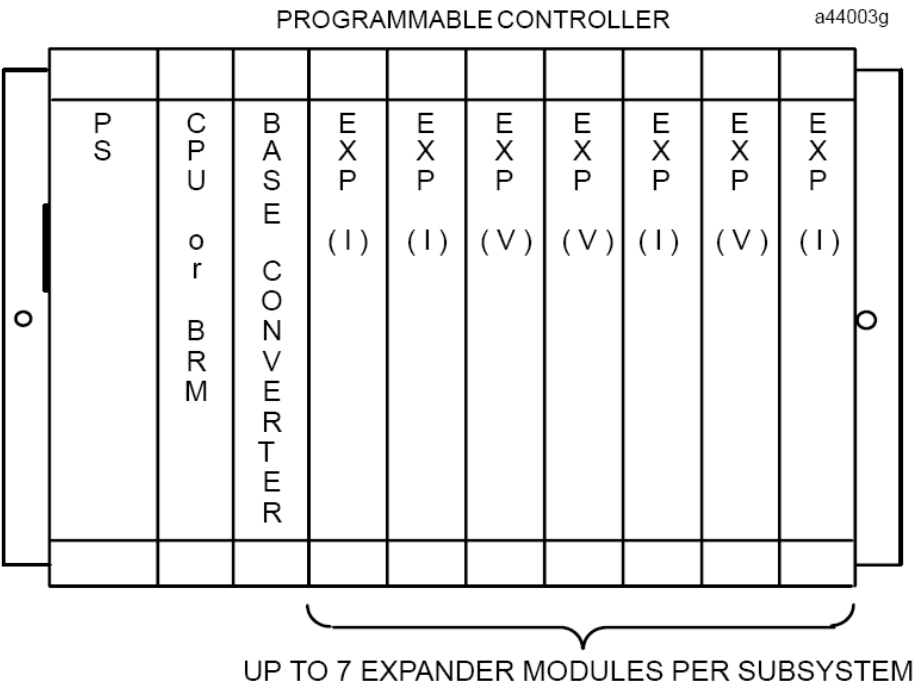 PROGRAMMABLE CONTROLLER
a44003g
PS
CPU or BRM
BASE CONVERTER
EXP (I)
EXP (I)
EXP (V)
EXP (V)
EXP (I)
EXP (V)
EXP (I)
UP TO 7 EXPANDER MODULES PER SUBSYSTEM